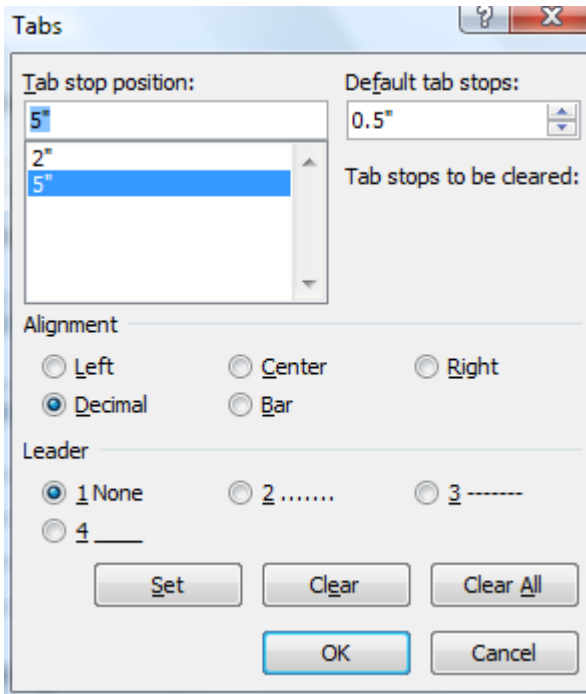 Tabs
?
Tab stop position:
Default tab stops:
5"
0.5"
2"
5"
Tab stops to be cleared:
Alignment
Left
Center
Right
Decimal
Bar
Leader
1 None
2 .......
3 -------
4 ____
Set
Clear
Clear All
OK
Cancel